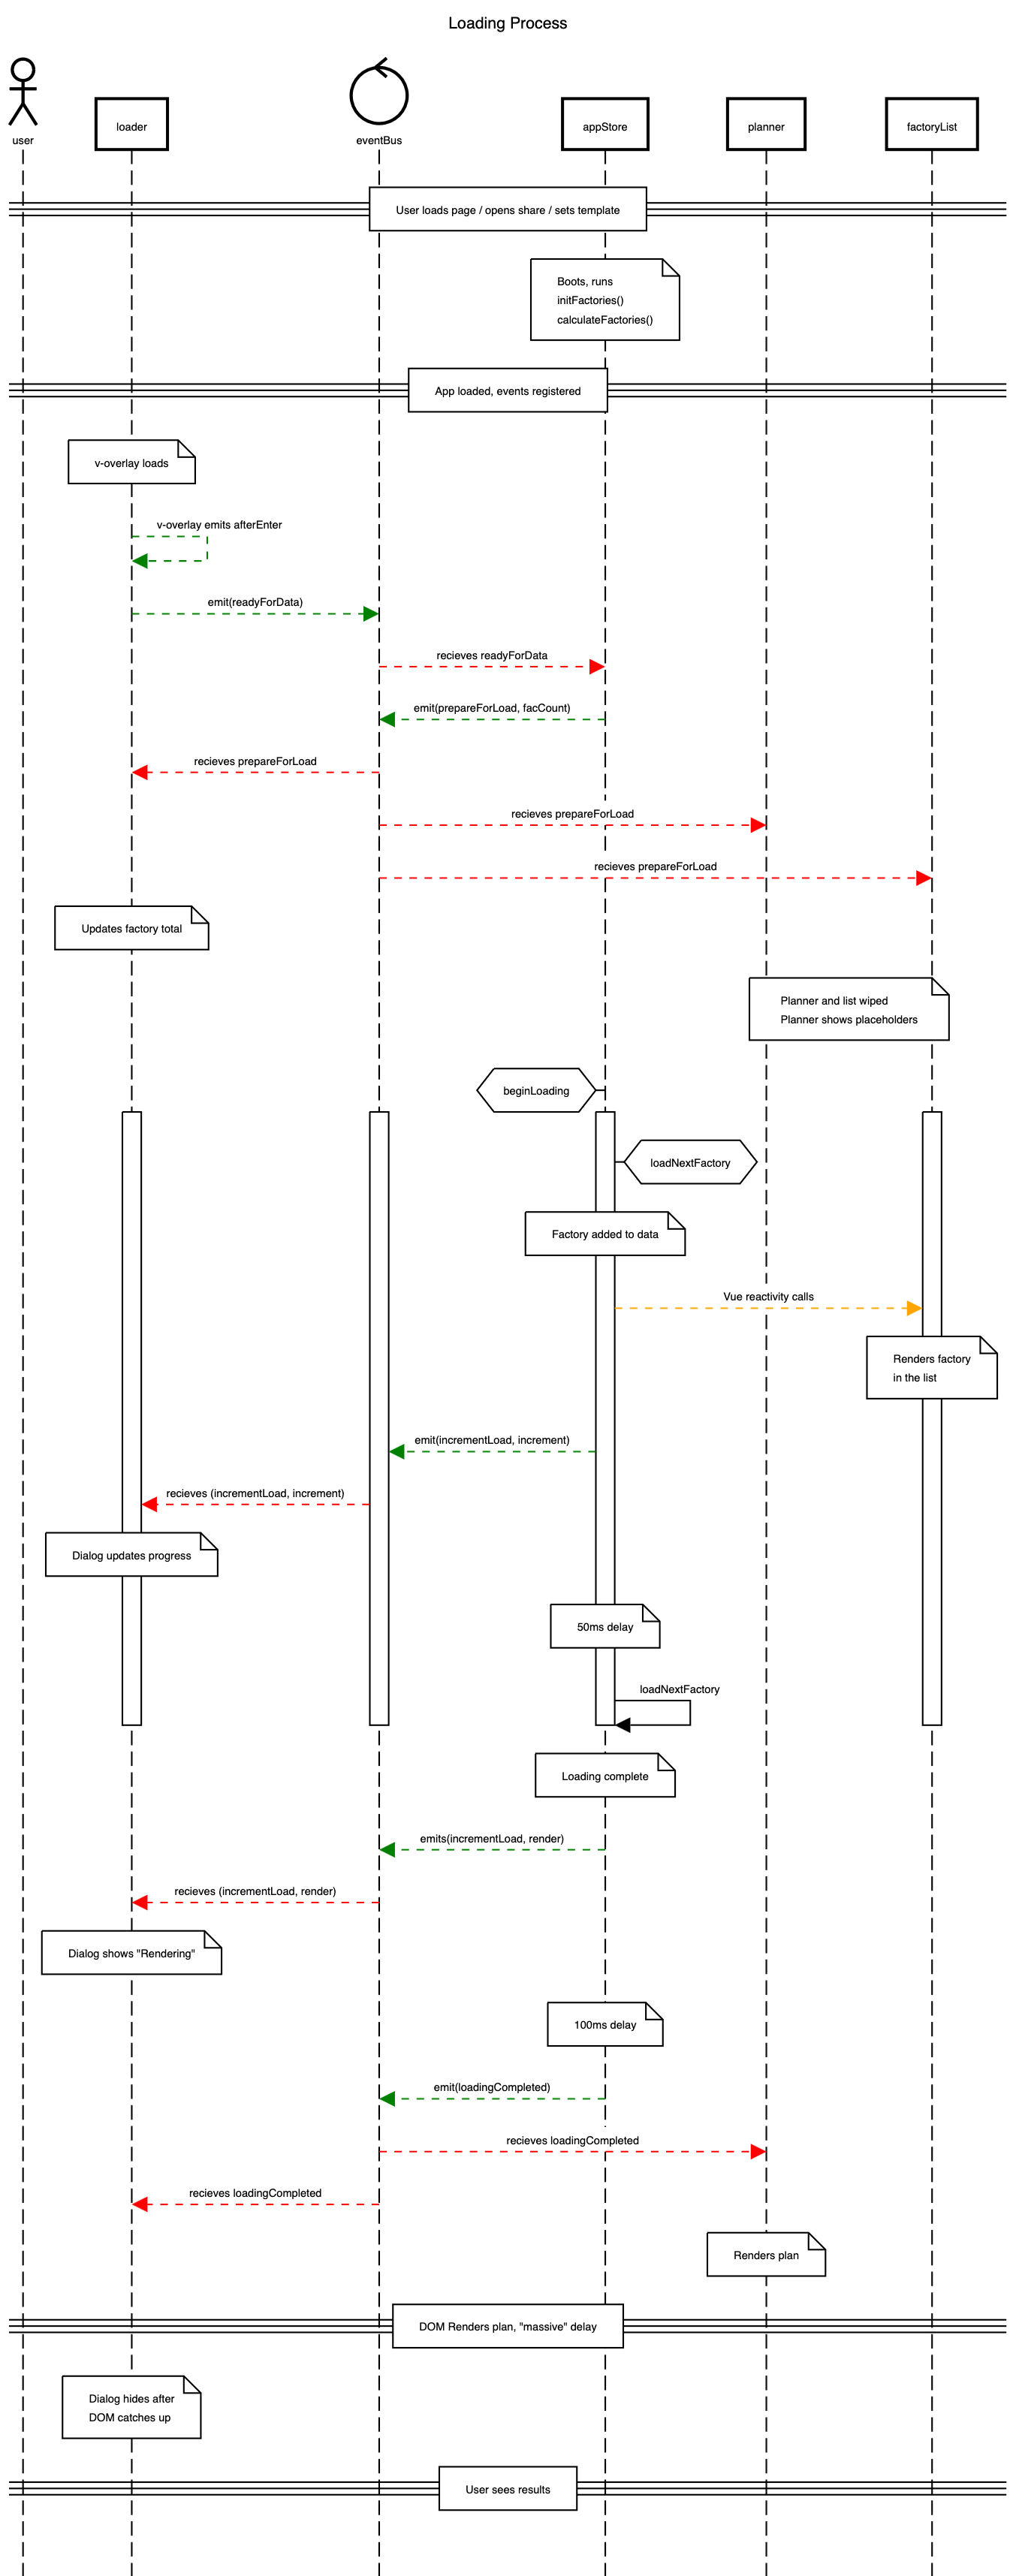 Loading Process
user
loader
eventBus
appStore
planner
factoryList
User loads page / opens share / sets template
Boots, runs
initFactories()
calculateFactories()
App loaded, events registered
v-overlay loads
v-overlay emits afterEnter
emit(readyForData)
recieves readyForData
emit(prepareForLoad, facCount)
recieves prepareForLoad
recieves prepareForLoad
recieves prepareForLoad
Updates factory total
Planner and list wiped
Planner shows placeholders
beginLoading
loadNextFactory
Factory added to data
Vue reactivity calls
Renders factory
in the list
emit(incrementLoad, increment)
recieves (incrementLoad, increment)
Dialog updates progress
50ms delay
loadNextFactory
Loading complete
emits(incrementLoad, render)
recieves (incrementLoad, render)
Dialog shows "Rendering"
100ms delay
emit(loadingCompleted)
recieves loadingCompleted
recieves loadingCompleted
Renders plan
DOM Renders plan, "massive" delay
Dialog hides after
DOM catches up
User sees results